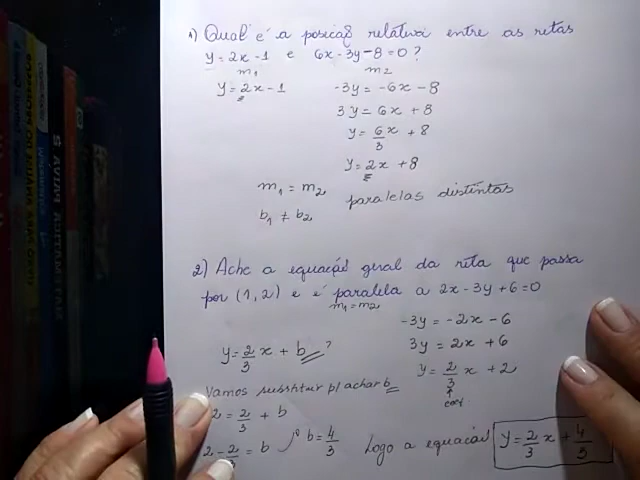 1) Qual é a posição relativa entre as retas
y = 2x - 1 e 6x - 3y - 8 = 0 ?
m1 m2
y = 2x - 1
-3y = -6x - 8
3y = 6x + 8
y = 6/3 x + 8
y = 2x + 8
m1 = m2
b1 ≠ b2
paralelas distintas
2) Ache a equação geral da reta que passa
por (1, 2) e é paralela a 2x - 3y + 6 = 0
m1 = m2
-3y = -2x - 6
3y = 2x + 6
y = 2/3 x + 2
y = 2/3 x + b ?
Vamos p/ achar b
2 = 2/3 + b
2 - 2/3 = b
b = 4/3
Logo a equação y = 2/3 x + 4/3